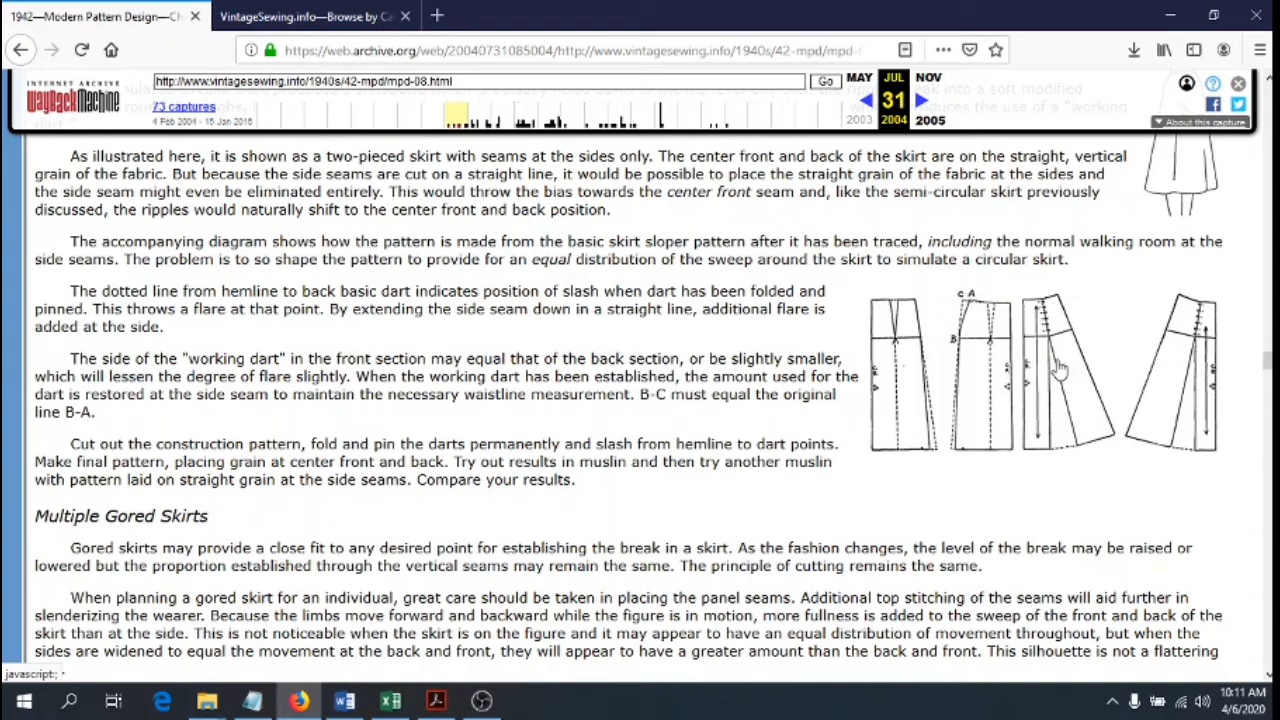 1942—Modern Pattern Design—Ch
VintageSewing.info—Browse by Ca
https://web.archive.org/web/20040731085004/http://www.vintagesewing.info/1940s/42-mpd/mpd-0
INTERNET ARCHIVE
WayBackMachine
http://www.vintagesewing.info/1940s/42-mpd/mpd-08.html
Go
73 captures
4 Feb 2004 - 15 Jan 2016
MAY JUL NOV
31
2003 2004 2005
About this capture
As illustrated here, it is shown as a two-pieced skirt with seams at the sides only. The center front and back of the skirt are on the straight, vertical
grain of the fabric. But because the side seams are cut on a straight line, it would be possible to place the straight grain of the fabric at the sides and
the side seam might even be eliminated entirely. This would throw the bias towards the center front seam and, like the semi-circular skirt previously
discussed, the ripples would naturally shift to the center front and back position.
The accompanying diagram shows how the pattern is made from the basic skirt sloper pattern after it has been traced, including the normal walking room at the
side seams. The problem is to so shape the pattern to provide for an equal distribution of the sweep around the skirt to simulate a circular skirt.
The dotted line from hemline to back basic dart indicates position of slash when dart has been folded and
pinned. This throws a flare at that point. By extending the side seam down in a straight line, additional flare is
added at the side.
The side of the "working dart" in the front section may equal that of the back section, or be slightly smaller,
which will lessen the degree of flare slightly. When the working dart has been established, the amount used for the
dart is restored at the side seam to maintain the necessary waistline measurement. B-C must equal the original
line B-A.
C A
B
Cut out the construction pattern, fold and pin the darts permanently and slash from hemline to dart points.
Make final pattern, placing grain at center front and back. Try out results in muslin and then try another muslin
with pattern laid on straight grain at the side seams. Compare your results.
Multiple Gored Skirts
Gored skirts may provide a close fit to any desired point for establishing the break in a skirt. As the fashion changes, the level of the break may be raised or
lowered but the proportion established through the vertical seams may remain the same. The principle of cutting remains the same.
When planning a gored skirt for an individual, great care should be taken in placing the panel seams. Additional top stitching of the seams will aid further in
slenderizing the wearer. Because the limbs move forward and backward while the figure is in motion, more fullness is added to the sweep of the front and back of the
skirt than at the side. This is not noticeable when the skirt is on the figure and it may appear to have an equal distribution of movement throughout, but when the
sides are widened to equal the movement at the back and front, they will appear to have a greater amount than the back and front. This silhouette is not a flattering
javascript:;
10:11 AM
4/6/2020